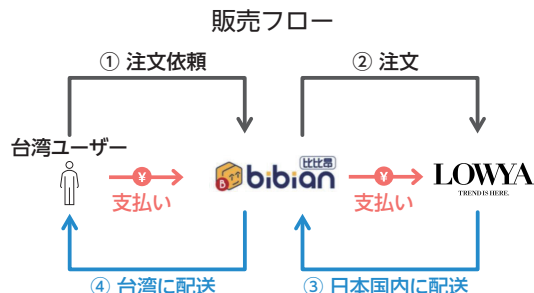 販売フロー
① 注文依頼
② 注文
台湾ユーザー
¥
支払い
B
bibian
比比昂
¥
支払い
LOWYA
TREND IS HERE.
④ 台湾に配送
③ 日本国内に配送